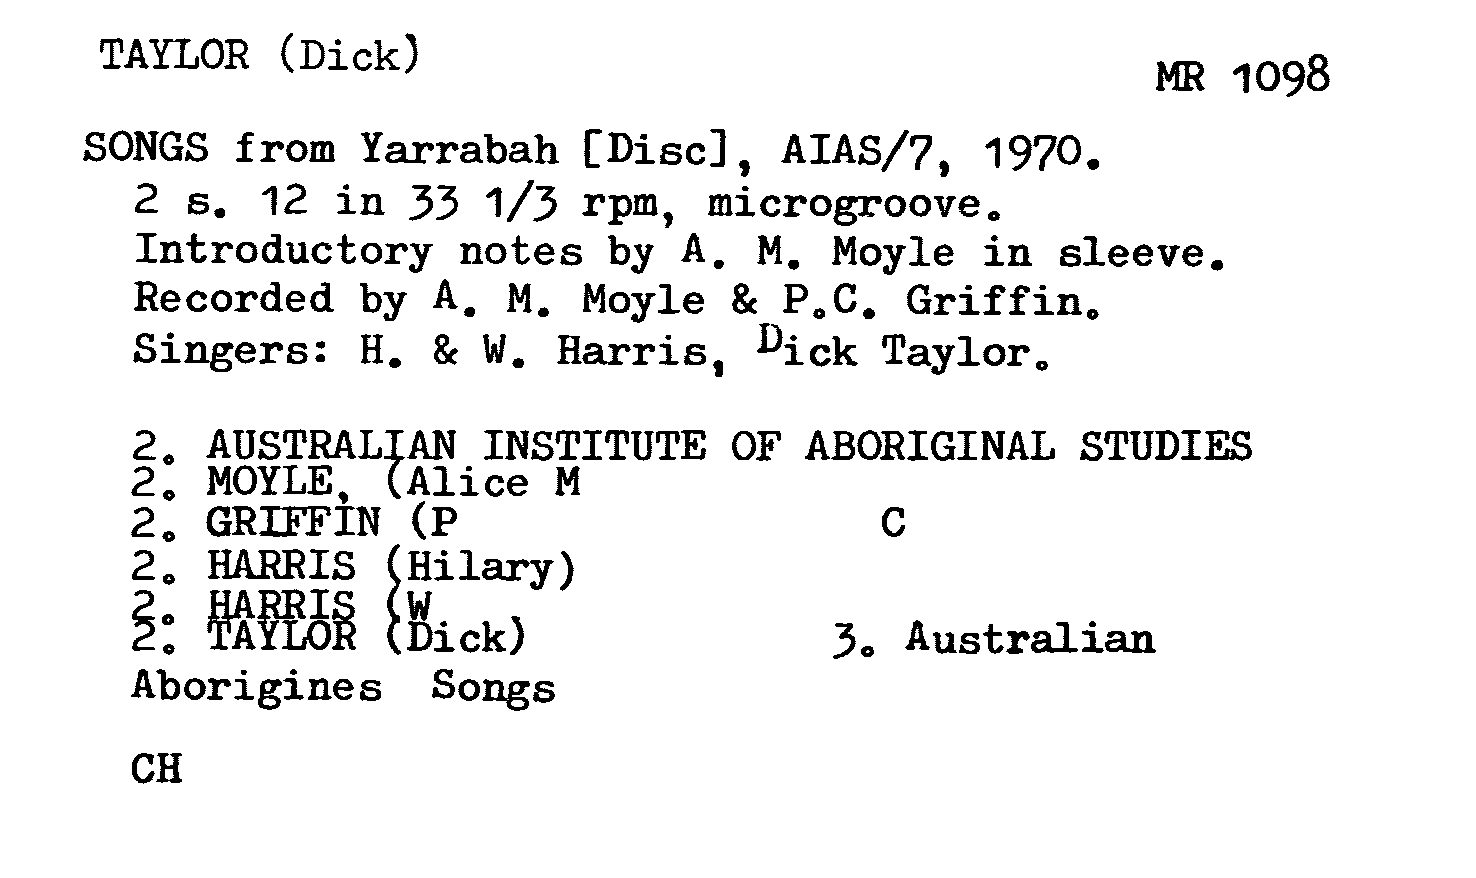 TAYLOR (Dick)
MR 1098
SONGS from Yarrabah [Disc], AIAS/7, 1970.
2 s. 12 in 33 1/3 rpm, microgroove.
Introductory notes by A. M. Moyle in sleeve.
Recorded by A. M. Moyle & P.C. Griffin.
Singers: H. & W. Harris, Dick Taylor.
2. AUSTRALIAN INSTITUTE OF ABORIGINAL STUDIES
2. MOYLE, (Alice M
2. GRIFFIN (P C
2. HARRIS (Hilary)
2. HARRIS (W
2. TAYLOR (Dick) 3. Australian
Aborigines Songs
CH